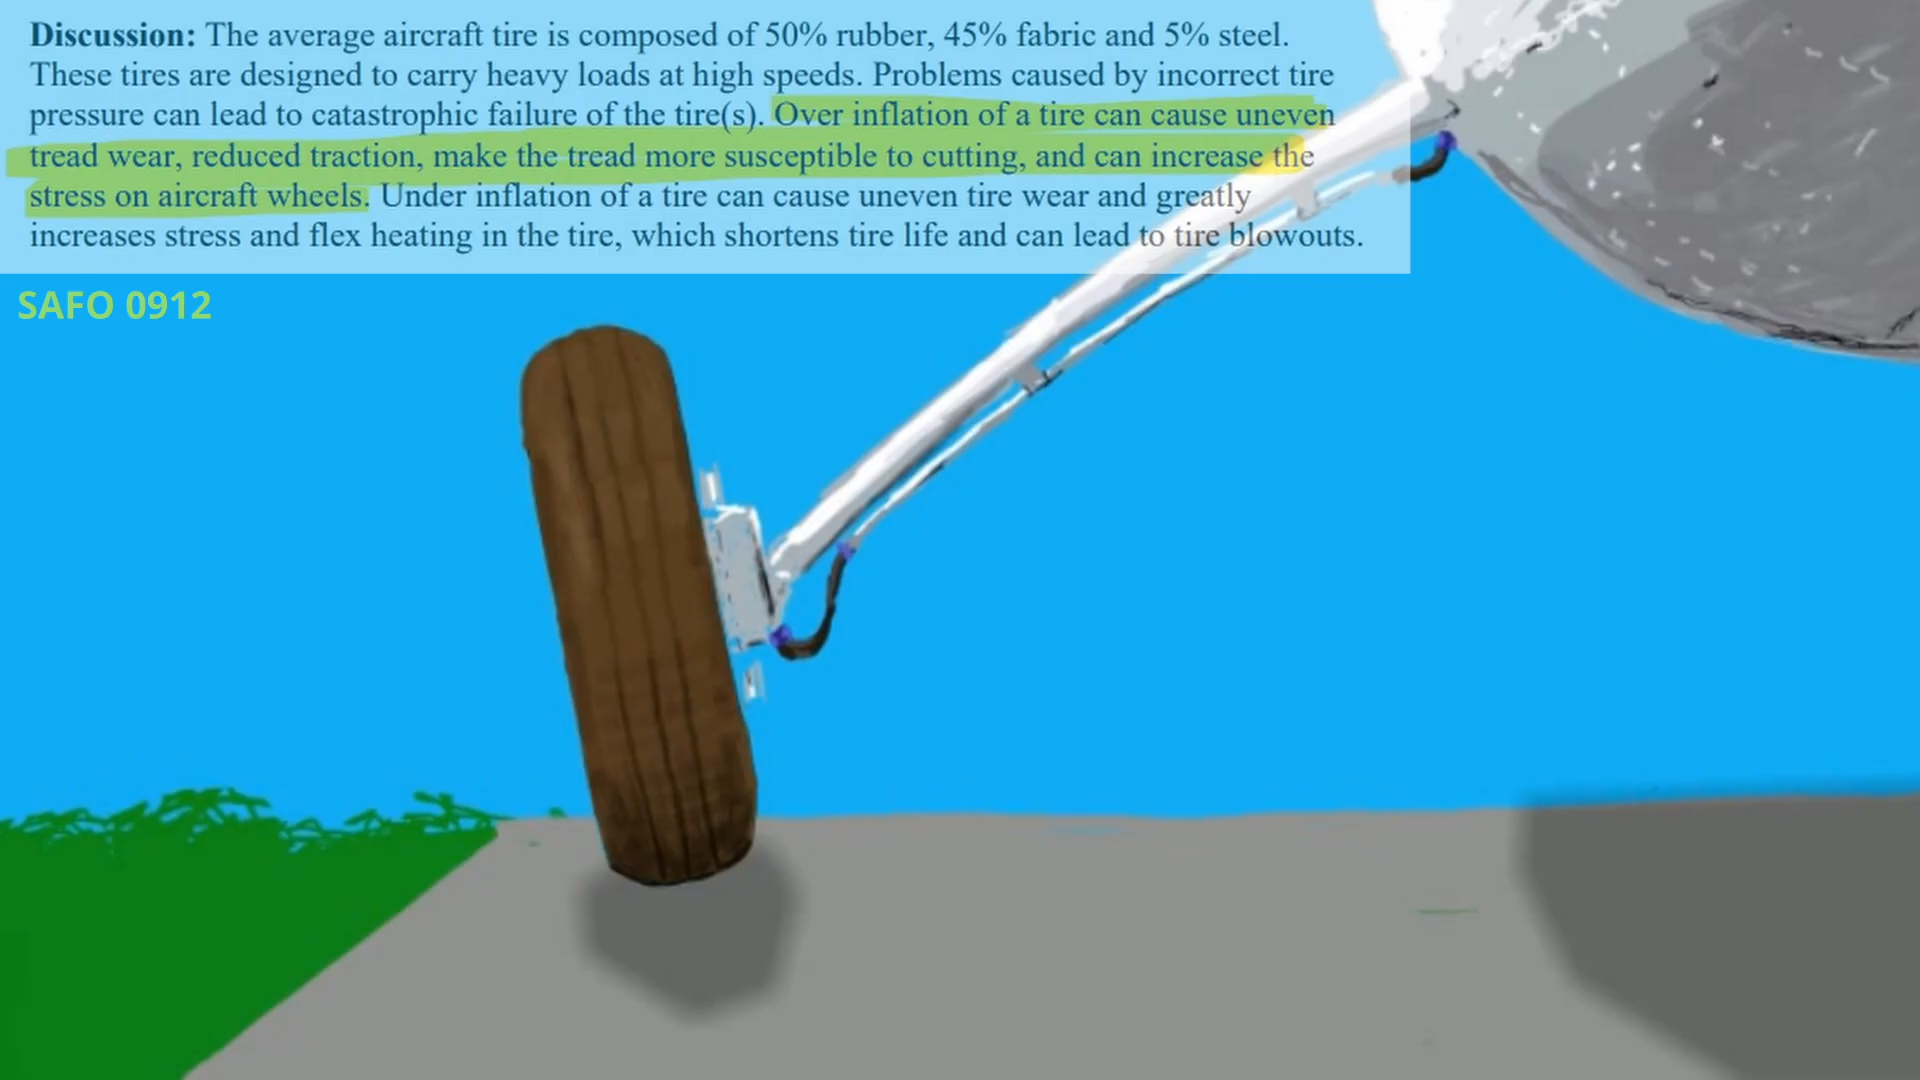 Discussion: The average aircraft tire is composed of 50% rubber, 45% fabric and 5% steel.
These tires are designed to carry heavy loads at high speeds. Problems caused by incorrect tire
pressure can lead to catastrophic failure of the tire(s). Over inflation of a tire can cause uneven
tread wear, reduced traction, make the tread more susceptible to cutting, and can increase the
stress on aircraft wheels. Under inflation of a tire can cause uneven tire wear and greatly
increases stress and flex heating in the tire, which shortens tire life and can lead to tire blowouts.
SAFO 0912